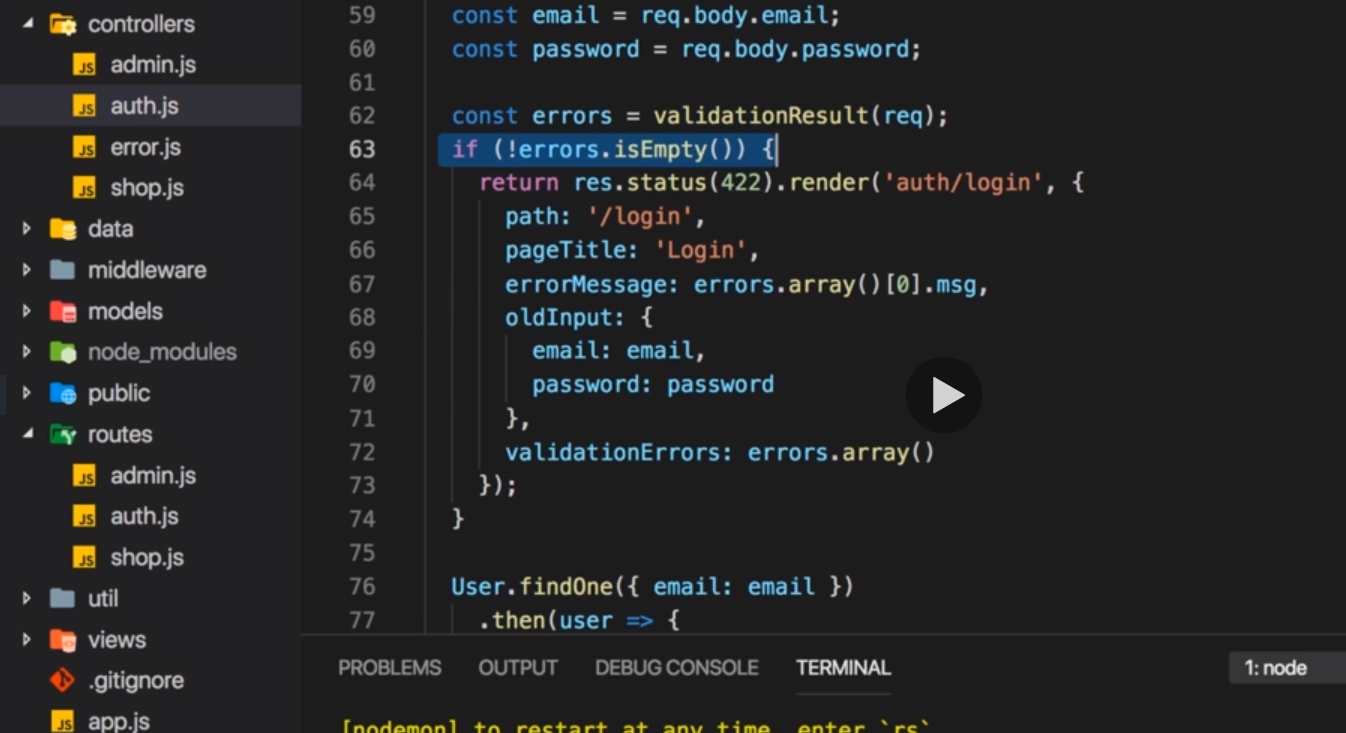 controllers
admin.js
auth.js
error.js
shop.js
data
middleware
models
node_modules
public
routes
admin.js
auth.js
shop.js
util
views
.gitignore
app.js
59 const email = req.body.email;
60 const password = req.body.password;
61
62 const errors = validationResult(req);
63 if (!errors.isEmpty()) {
64 return res.status(422).render('auth/login', {
65 path: '/login',
66 pageTitle: 'Login',
67 errorMessage: errors.array()[0].msg,
68 oldInput: {
69 email: email,
70 password: password
71 },
72 validationErrors: errors.array()
73 });
74 }
75
76 User.findOne({ email: email })
77 .then(user => {
PROBLEMS OUTPUT DEBUG CONSOLE TERMINAL 1: node
[nodemon] to restart at any time, enter `rs`